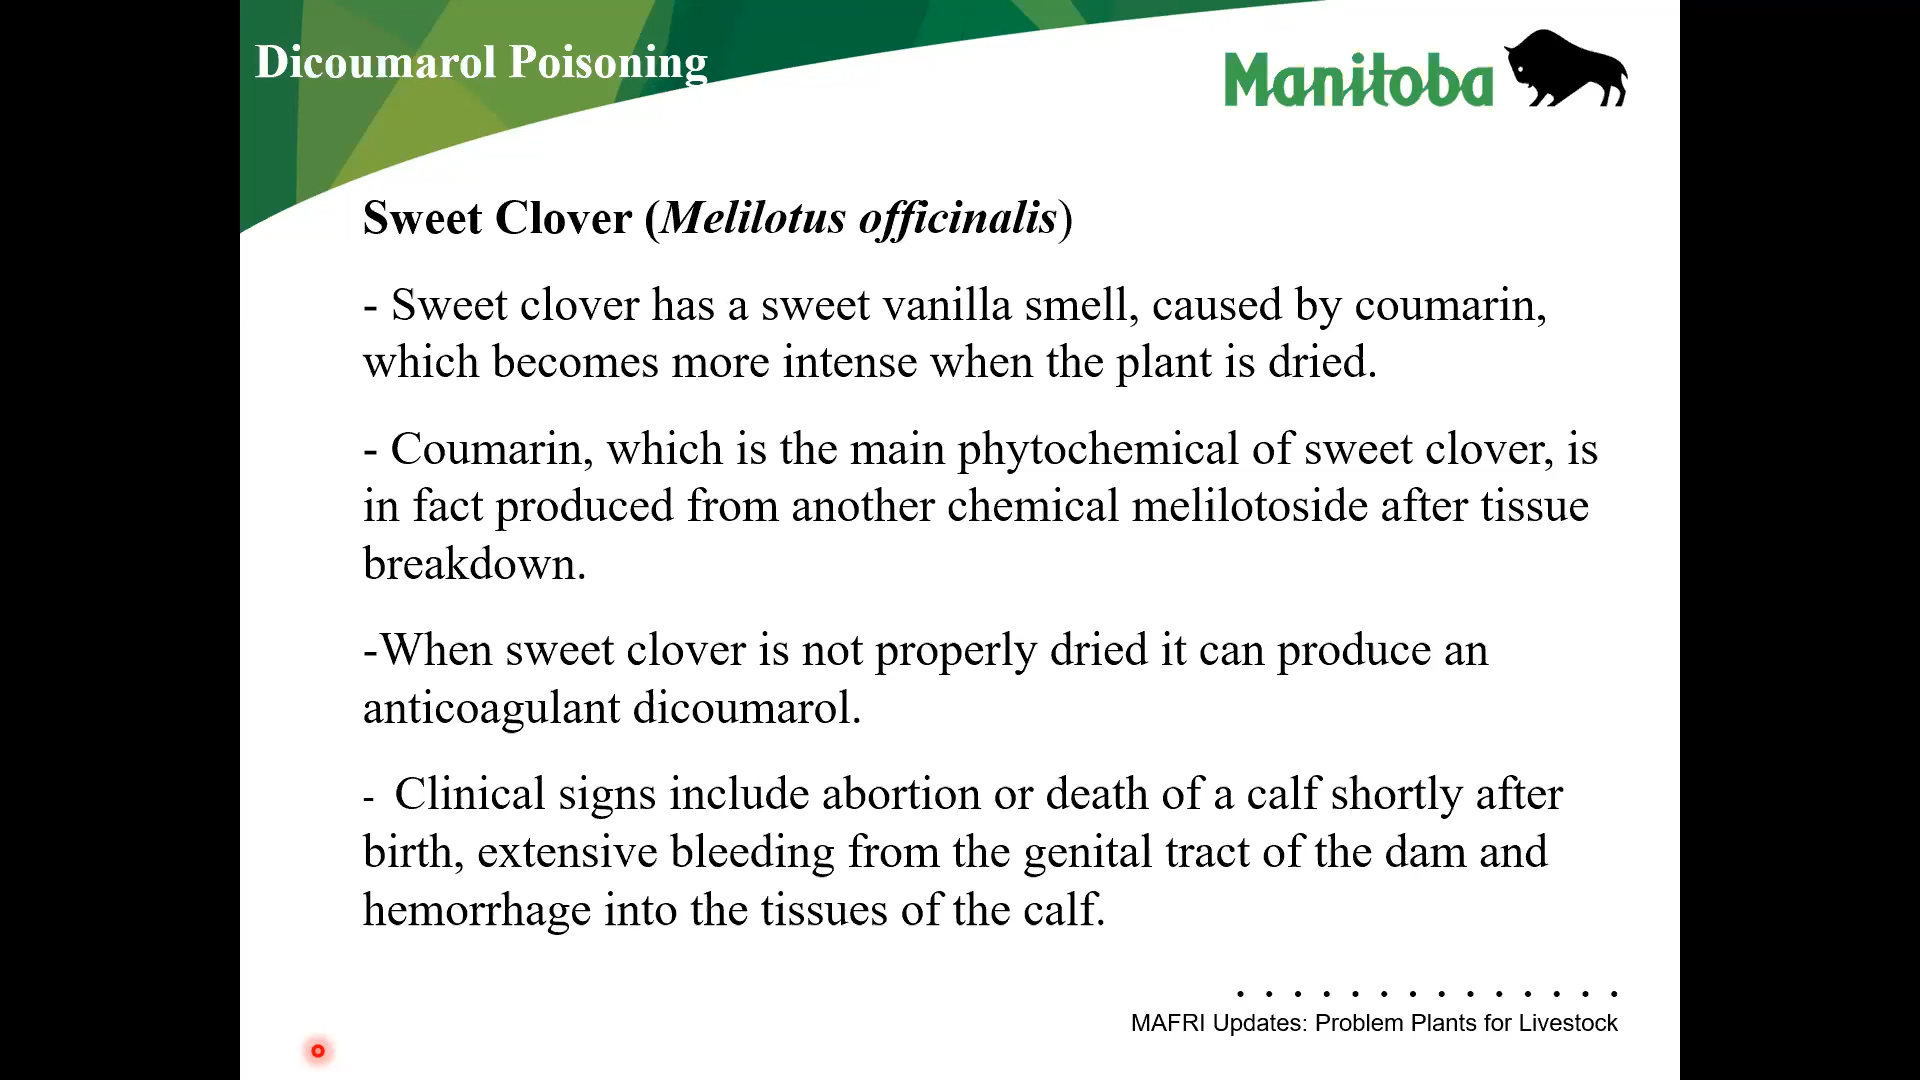 Dicoumarol Poisoning
Manitoba
Sweet Clover (Melilotus officinalis)
- Sweet clover has a sweet vanilla smell, caused by coumarin,
which becomes more intense when the plant is dried.
- Coumarin, which is the main phytochemical of sweet clover, is
in fact produced from another chemical melilotoside after tissue
breakdown.
-When sweet clover is not properly dried it can produce an
anticoagulant dicoumarol.
- Clinical signs include abortion or death of a calf shortly after
birth, extensive bleeding from the genital tract of the dam and
hemorrhage into the tissues of the calf.
MAFRI Updates: Problem Plants for Livestock